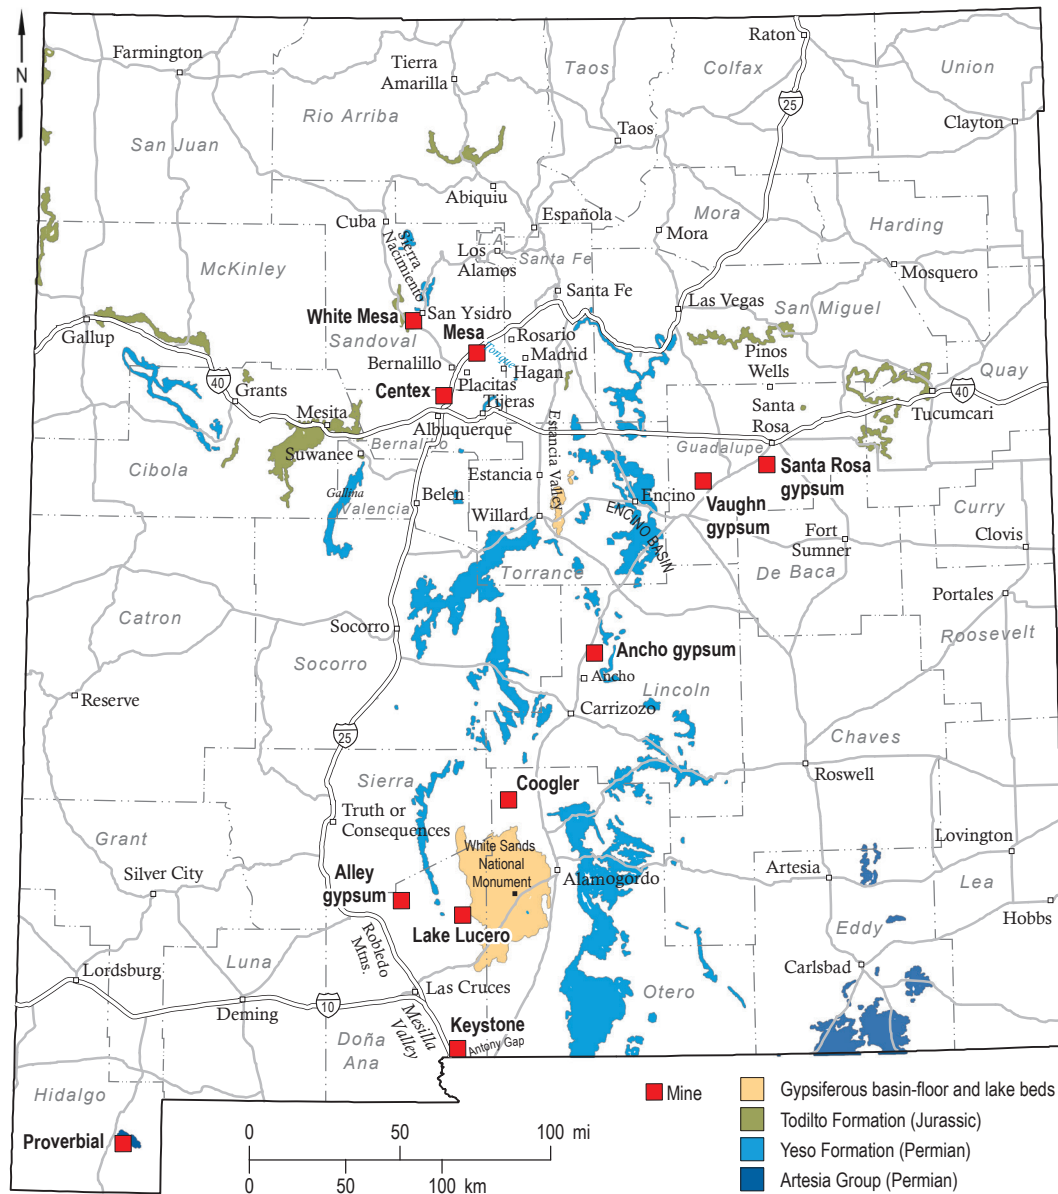 N
Farmington
Tierra
Amarilla
Taos
Raton
Colfax
Union
Rio Arriba
25
San Juan
Taos
Clayton
Abiquiu
Cuba
Española
Mora
Harding
Sierra
Nacimiento
L.A.
Los
Alamos
Santa Fe
Mora
McKinley
Mosquero
Santa Fe
Las Vegas
San Miguel
White Mesa
San Ysidro
Mesa
Gallup
Sandoval
Rosario
Bernalillo
Tonque
Madrid
Hagan
Pinos
Wells
Quay
40
Grants
Centex
Placitas
Tijeras
40
Tucumcari
Mesita
Albuquerque
Santa
Rosa
Bernalillo
Suwanee
Estancia Valley
Guadalupe
Cibola
Estancia
Santa Rosa
gypsum
Gallina
Valencia
Belen
Encino
Vaughn
gypsum
Curry
Willard
ENCINO BASIN
Fort
Sumner
Clovis
Torrance
De Baca
Portales
Catron
Socorro
Roosevelt
Socorro
Ancho gypsum
Reserve
Ancho
Lincoln
Carrizozo
25
Chaves
Roswell
Sierra
Coogler
Truth or
Consequences
Grant
White Sands
National
Monument
Lovington
Silver City
Alley
gypsum
Alamogordo
Artesia
Lea
Hobbs
Lake Lucero
Eddy
Robledo
Mtns.
Lordsburg
Luna
Carlsbad
Las Cruces
Otero
10
Deming
Mesilla
Valley
Keystone
Antony Gap
Doña
Ana
Hidalgo
Proverbial
Mine
Gypsiferous basin-floor and lake beds
Todilto Formation (Jurassic)
Yeso Formation (Permian)
Artesia Group (Permian)
0 50 100 mi
0 50 100 km